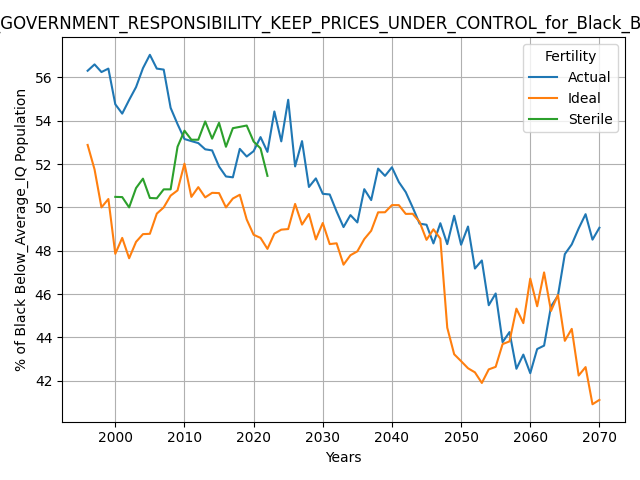 _GOVERNMENT_RESPONSIBILITY_KEEP_PRICES_UNDER_CONTROL_for_Black_B
Fertility
Actual
Ideal
Sterile
% of Black Below_Average_IQ Population
56
54
52
50
48
46
44
42
2000 2010 2020 2030 2040 2050 2060 2070
Years